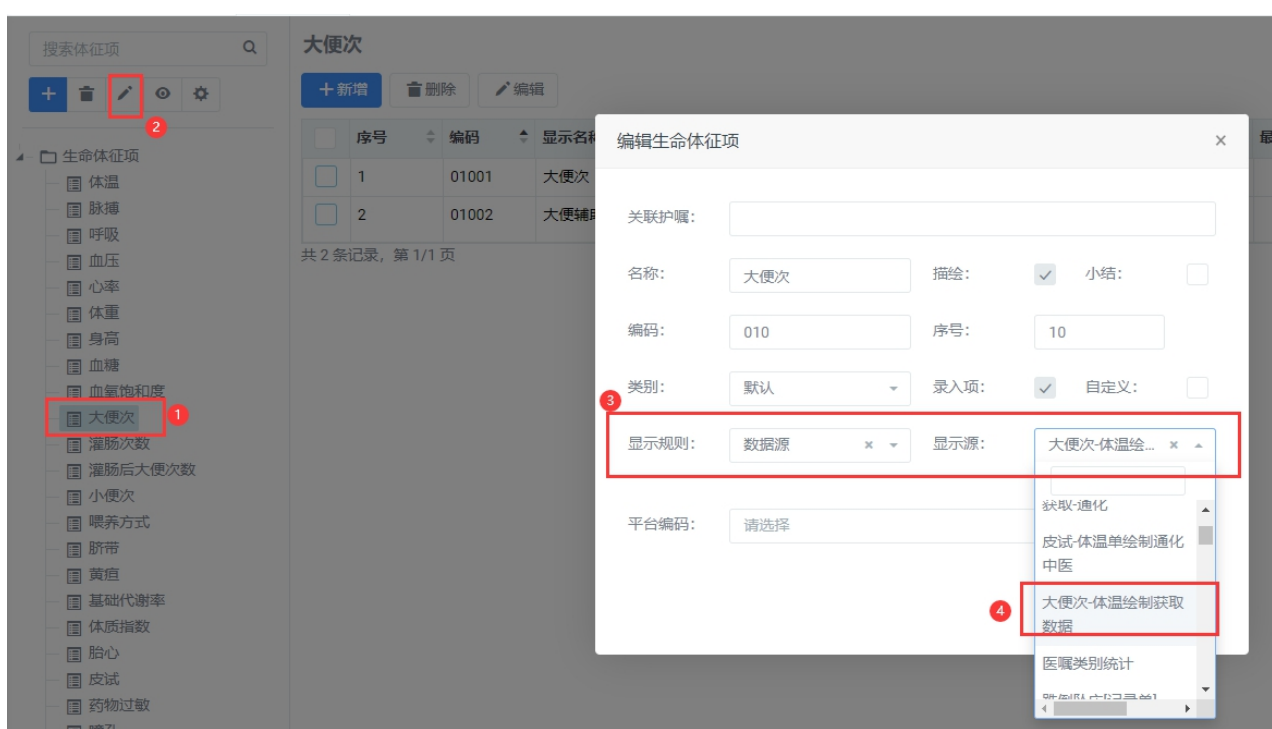 搜索体征项
大便次
新增 删除 编辑
2
序号 编码 显示名称
1 01001 大便次
2 01002 大便辅
共 2 条记录，第 1/1 页
生命体征项
体温
脉搏
呼吸
血压
心率
体重
身高
血糖
血氧饱和度
大便次
1
灌肠次数
灌肠后大便次数
小便次
喂养方式
脐带
黄疸
基础代谢率
体质指数
胎心
皮试
药物过敏
编辑生命体征项 ×
最
关联护嘱：
名称： 大便次 描绘： 小结：
编码： 010 序号： 10
类别： 默认 录入项： 自定义：
3
显示规则： 数据源 × 显示源： 大便次-体温绘... ×
平台编码： 请选择
获取-通化
皮试-体温单绘制通化
中医
4
大便次-体温绘制获取
数据
医嘱类别统计